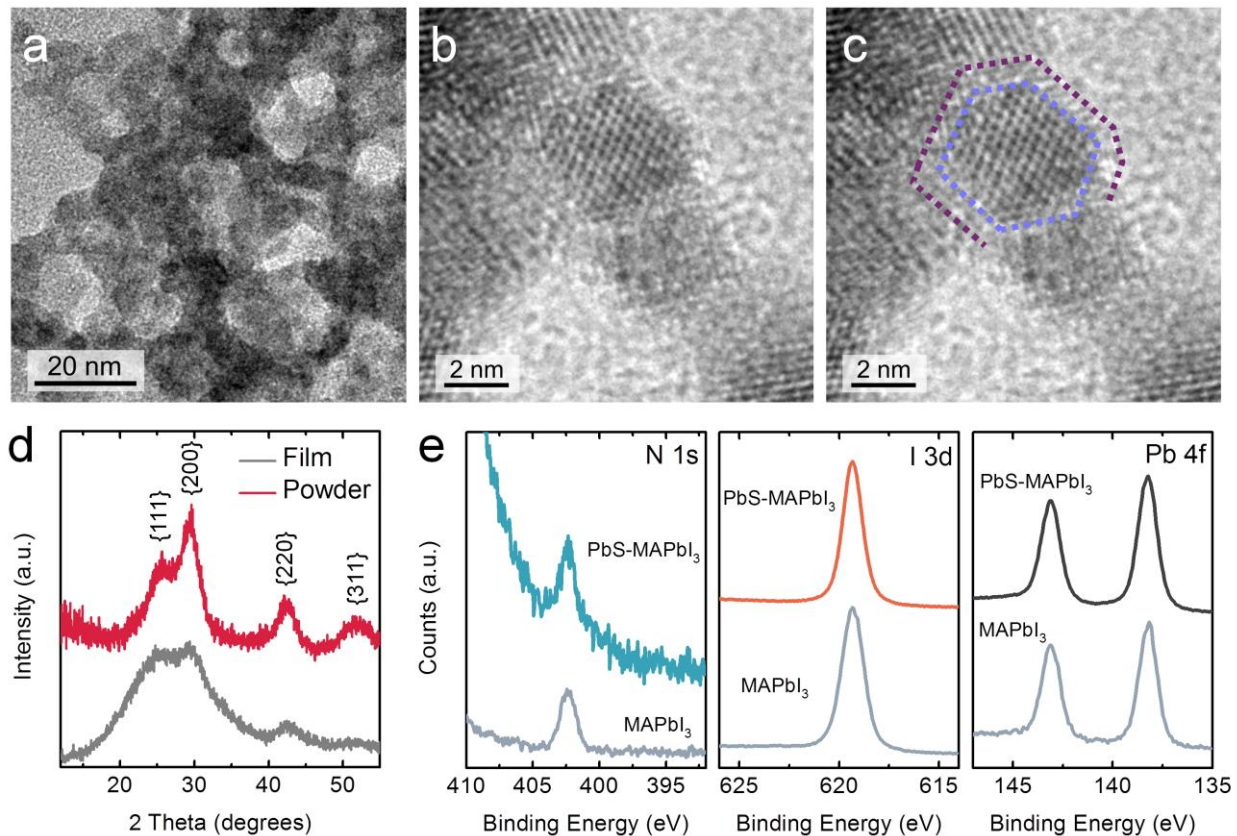 a
20 nm
b
2 nm
c
2 nm
d
Film
Powder
{111}
{200}
{220}
{311}
Intensity (a.u.)
20 30 40 50
2 Theta (degrees)
e
Counts (a.u.)
N 1s
PbS-MAPbI₃
MAPbI₃
410 405 400 395
Binding Energy (eV)
I 3d
PbS-MAPbI₃
MAPbI₃
625 619 614
Binding Energy (eV)
Pb 4f
PbS-MAPbI₃
MAPbI₃
145 140 135
Binding Energy (eV)